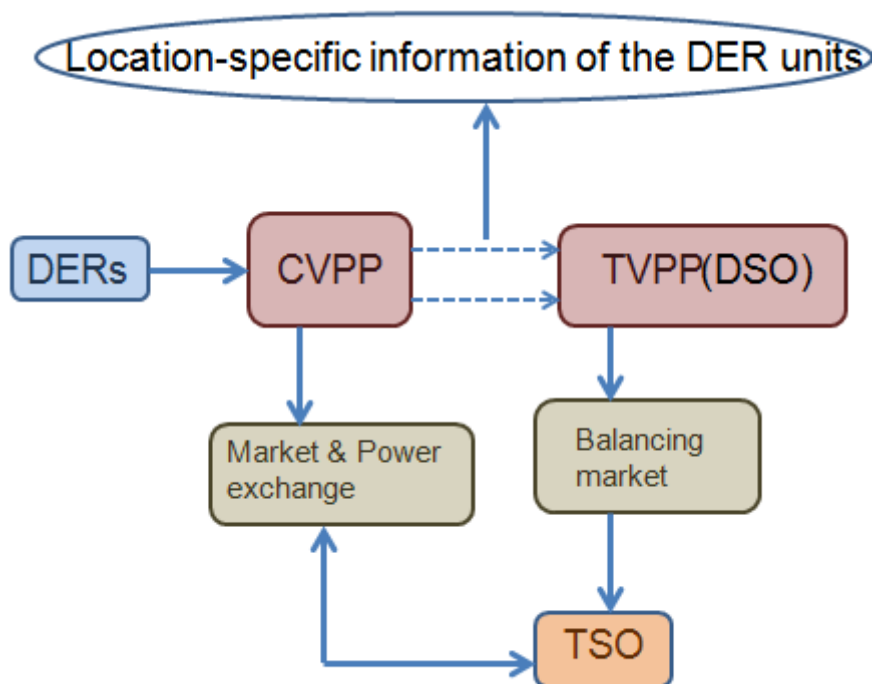 Location-specific information of the DER units
DERs
CVPP
TVPP(DSO)
Market & Power
exchange
Balancing
market
TSO